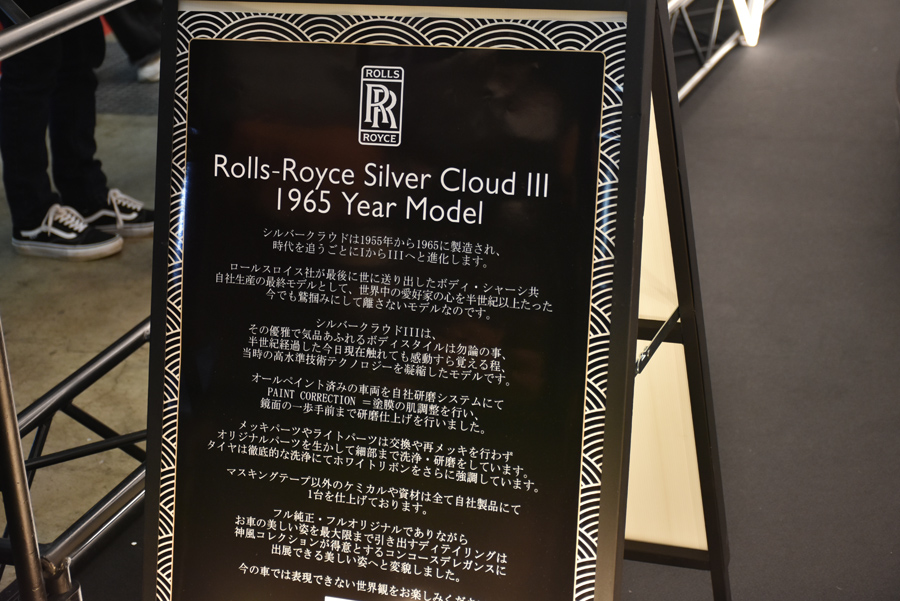 ROLLS
RR
ROYCE
Rolls-Royce Silver Cloud III
1965 Year Model
シルバークラウドは1955年から1965に製造され、
時代を追うごとにIからIIIへと進化します。
ロールスロイス社が最後に世に送り出したボディ・シャーシ共
自社生産の最終モデルとして、世界中の愛好家の心を半世紀以上たった
今でも鷲掴みにして離さないモデルなのです。
シルバークラウドIIIは、
その優雅で気品あふれるボディスタイルは勿論の事、
半世紀経過した今日現在触れても感動すら覚える程、
当時の高水準技術テクノロジーを凝縮したモデルです。
オールペイント済みの車両を自社研磨システムにて
PAINT CORRECTION ＝塗膜の肌調整を行い、
鏡面の一歩手前まで研磨仕上げを行いました。
メッキパーツやライトパーツは交換や再メッキを行わず
オリジナルパーツを生かして細部まで洗浄・研磨をしています。
タイヤは徹底的な洗浄にてホワイトリボンをさらに強調しています。
マスキングテープ以外のケミカルや資材は全て自社製品にて
1台を仕上げております。
フル純正・フルオリジナルでありながら
お車の美しい姿を最大限まで引き出すディテイリングは
神風コレクションが得意とするコンコースデレガンスに
出展できる美しい姿へと変貌しました。
今の車では表現できない世界観をお楽しみくだ